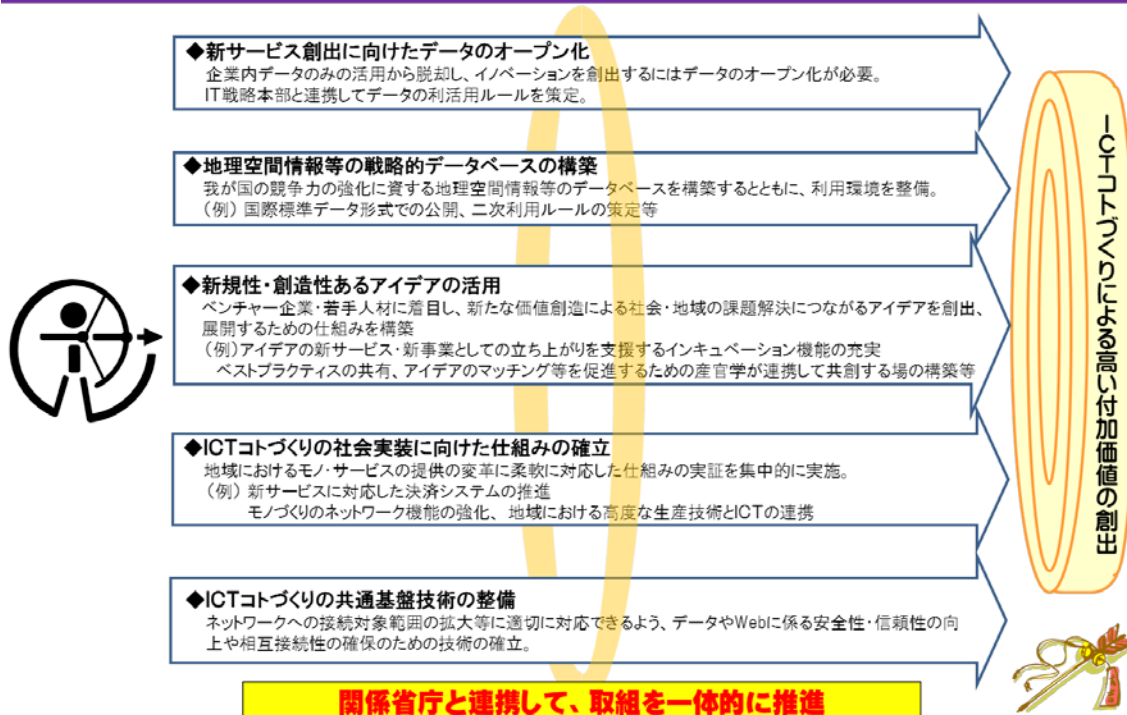 ◆新サービス創出に向けたデータのオープン化
企業内データのみの活用から脱却し、イノベーションを創出するにはデータのオープン化が必要。
IT戦略本部と連携してデータの利活用ルールを策定。
◆地理空間情報等の戦略的データベースの構築
我が国の競争力の強化に資する地理空間情報等のデータベースを構築するとともに、利用環境を整備。
（例）国際標準データ形式での公開、二次利用ルールの策定等
◆新規性・創造性あるアイデアの活用
ベンチャー企業・若手人材に着目し、新たな価値創造による社会・地域の課題解決につながるアイデアを創出、
展開するための仕組みを構築
（例）アイデアの新サービス・新事業としての立ち上がりを支援するインキュベーション機能の充実
ベストプラクティスの共有、アイデアのマッチング等を促進するための産官学が連携して共創する場の構築等
◆ICTコトづくりの社会実装に向けた仕組みの確立
地域におけるモノ・サービスの提供の変革に柔軟に対応した仕組みの実証を集中的に実施。
（例）新サービスに対応した決済システムの推進
モノづくりのネットワーク機能の強化、地域における高度な生産技術とICTの連携
◆ICTコトづくりの共通基盤技術の整備
ネットワークへの接続対象範囲の拡大等に適切に対応できるよう、データやWebに係る安全性・信頼性の向
上や相互接続性の確保のための技術の確立。
ICTコトづくりによる高い付加価値の創出
関係省庁と連携して、取組を一体的に推進